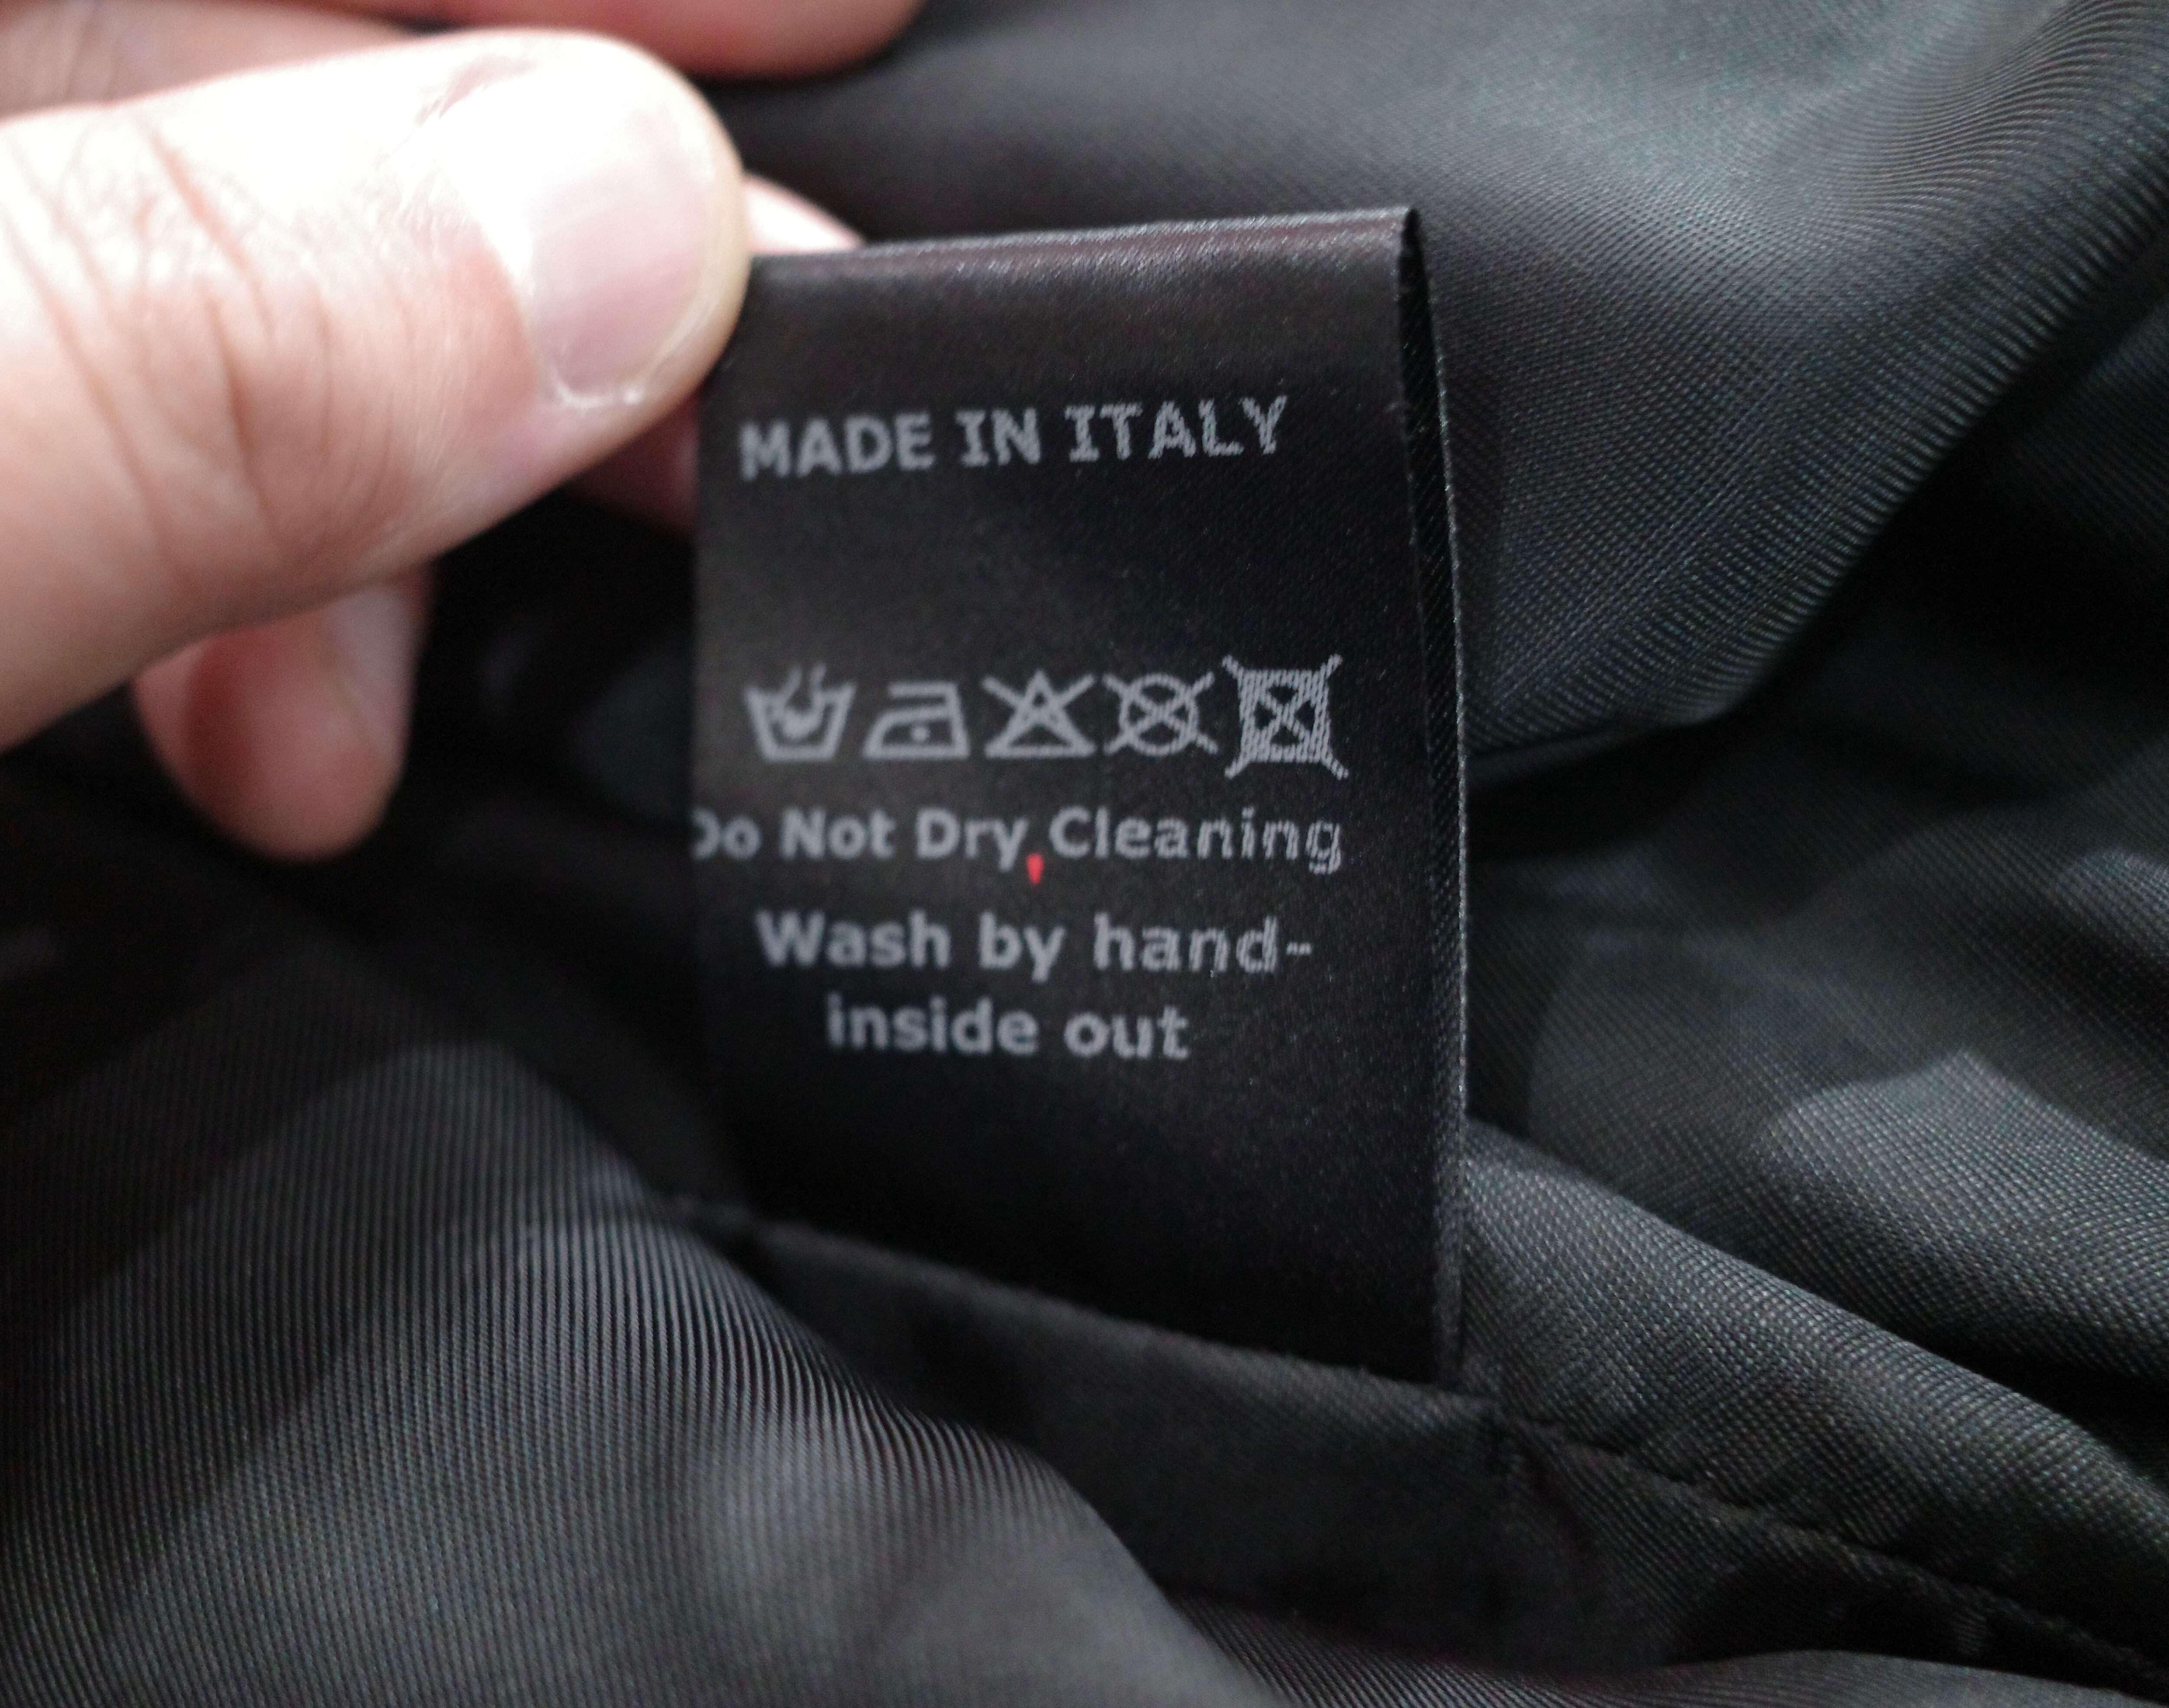 MADE IN ITALY
Do Not Dry Cleaning
Wash by hand-
inside out